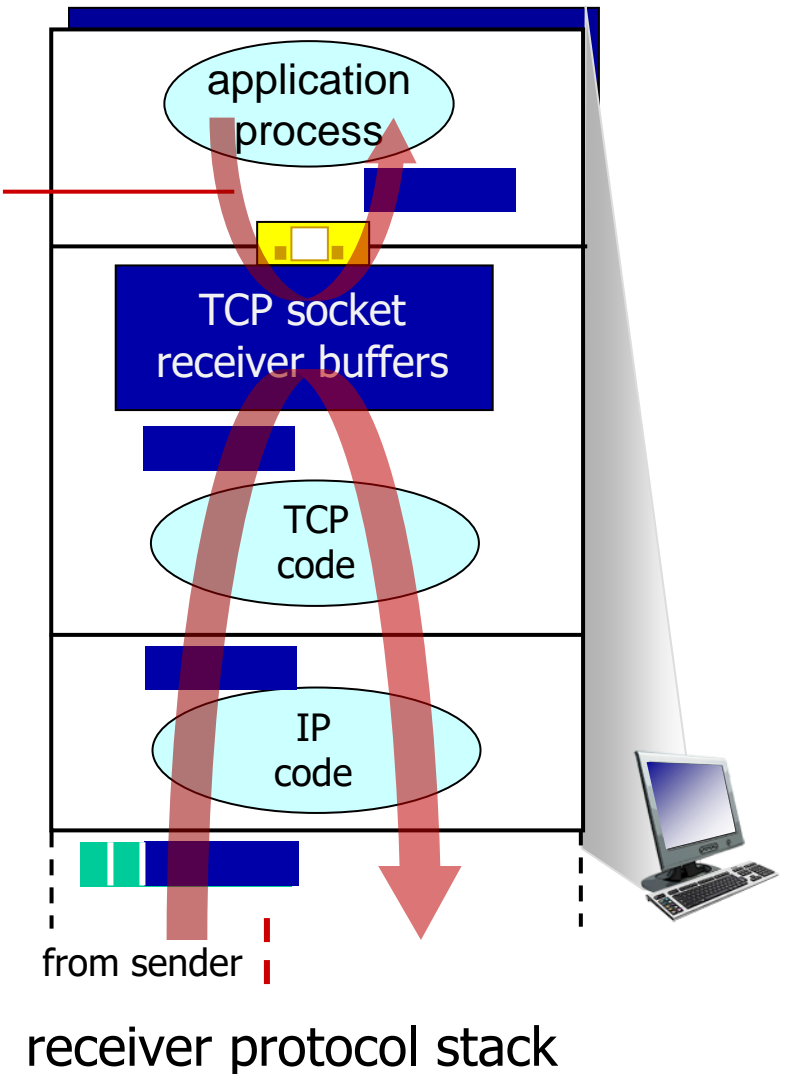 application
process
TCP socket
receiver buffers
TCP
code
IP
code
from sender
receiver protocol stack